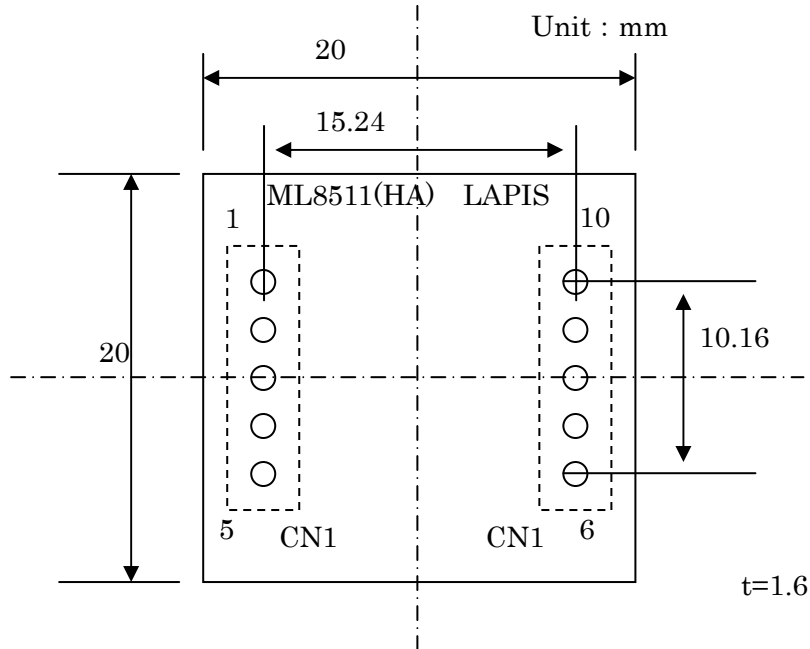 Unit : mm
20
15.24
ML8511(HA) LAPIS
1 10
20 10.16
5 CN1 CN1 6
t=1.6